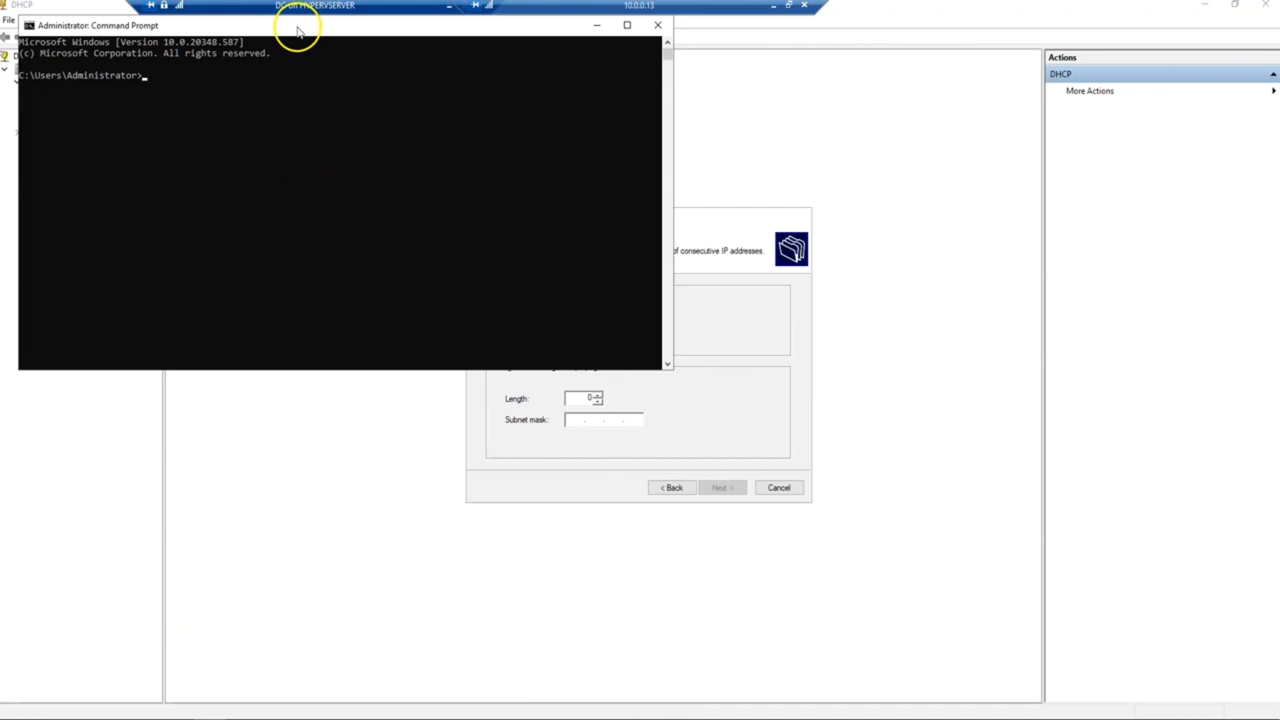 DHCP
DC on HYPERVSERVER
10.0.0.13
File
Administrator: Command Prompt
Microsoft Windows [Version 10.0.20348.587]
(c) Microsoft Corporation. All rights reserved.
C:\Users\Administrator>
Actions
DHCP
More Actions
of consecutive IP addresses.
Length:
0
Subnet mask:
< Back
Next >
Cancel